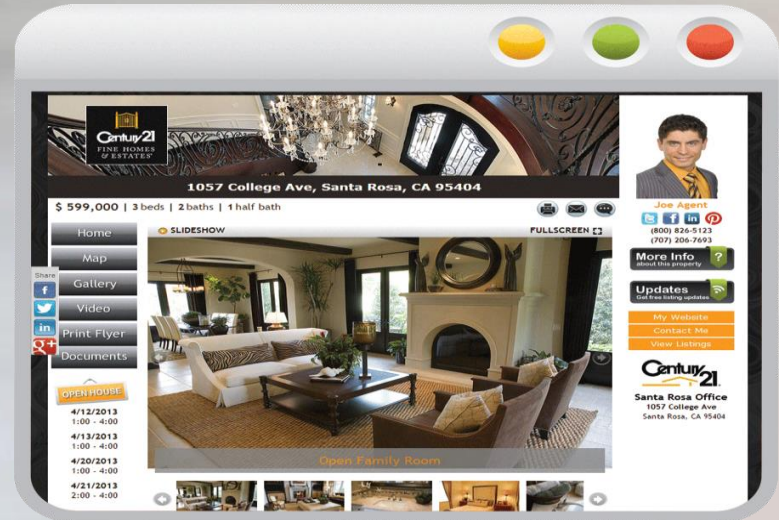 Century 21
FINE HOMES
& ESTATES®
1057 College Ave, Santa Rosa, CA 95404
$ 599,000 | 3 beds | 2 baths | 1 half bath
Home
Map
Gallery
Video
Print Flyer
Documents
Share
f
in
g+
OPEN HOUSE
4/12/2013
1:00 - 4:00
4/13/2013
1:00 - 4:00
4/20/2013
1:00 - 4:00
4/21/2013
2:00 - 4:00
SLIDESHOW
FULLSCREEN
Open Family Room
Joe Agent
f in
(800) 826-5123
(707) 206-7693
More Info
about this property
?
Updates
Get free listing updates
My Website
Contact Me
View Listings
Century 21
Santa Rosa Office
1057 College Ave
Santa Rosa, CA 95404